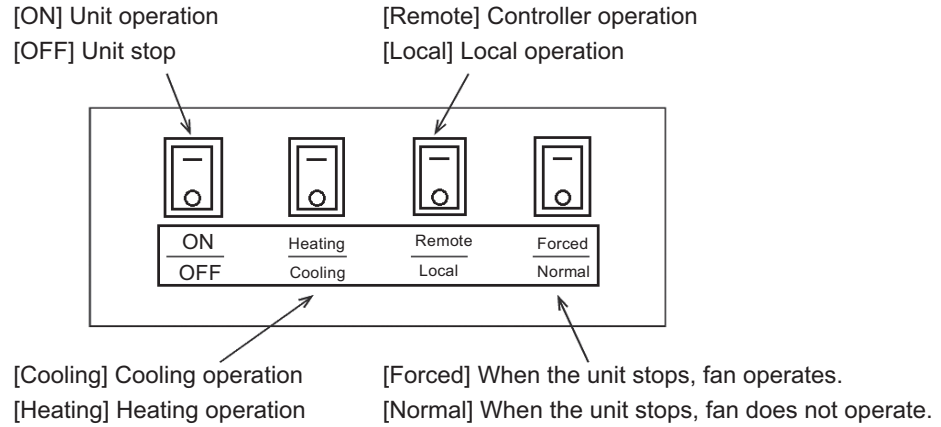 [ON] Unit operation
[OFF] Unit stop
[Remote] Controller operation
[Local] Local operation
ON
OFF
Heating
Cooling
Remote
Local
Forced
Normal
[Cooling] Cooling operation
[Heating] Heating operation
[Forced] When the unit stops, fan operates.
[Normal] When the unit stops, fan does not operate.